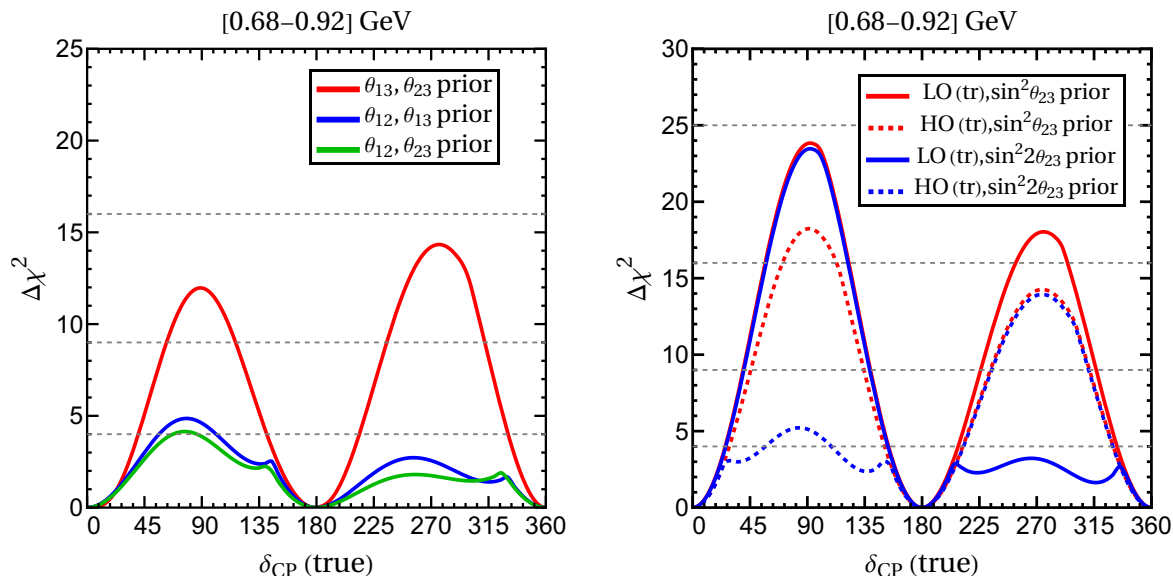 [0.68–0.92] GeV
θ13, θ23 prior
θ12, θ13 prior
θ12, θ23 prior
25
20
15
10
5
0
Δχ²
0 45 90 135 180 225 270 315 360
δCP (true)
[0.68–0.92] GeV
LO (tr),sin²θ23 prior
HO (tr),sin²θ23 prior
LO (tr),sin²2θ23 prior
HO (tr),sin²2θ23 prior
30
25
20
15
10
5
0
Δχ²
0 45 90 135 180 225 270 315 360
δCP (true)